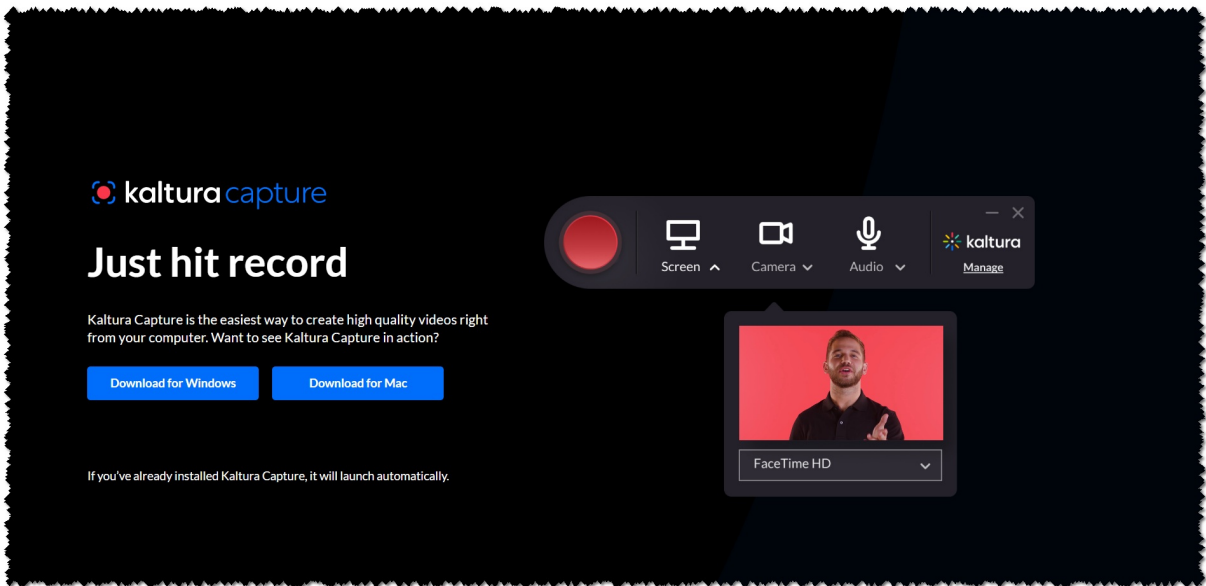 kaltura capture
Just hit record
Kaltura Capture is the easiest way to create high quality videos right
from your computer. Want to see Kaltura Capture in action?
Download for Windows
Download for Mac
If you've already installed Kaltura Capture, it will launch automatically.
Screen
Camera
Audio
kaltura
Manage
FaceTime HD